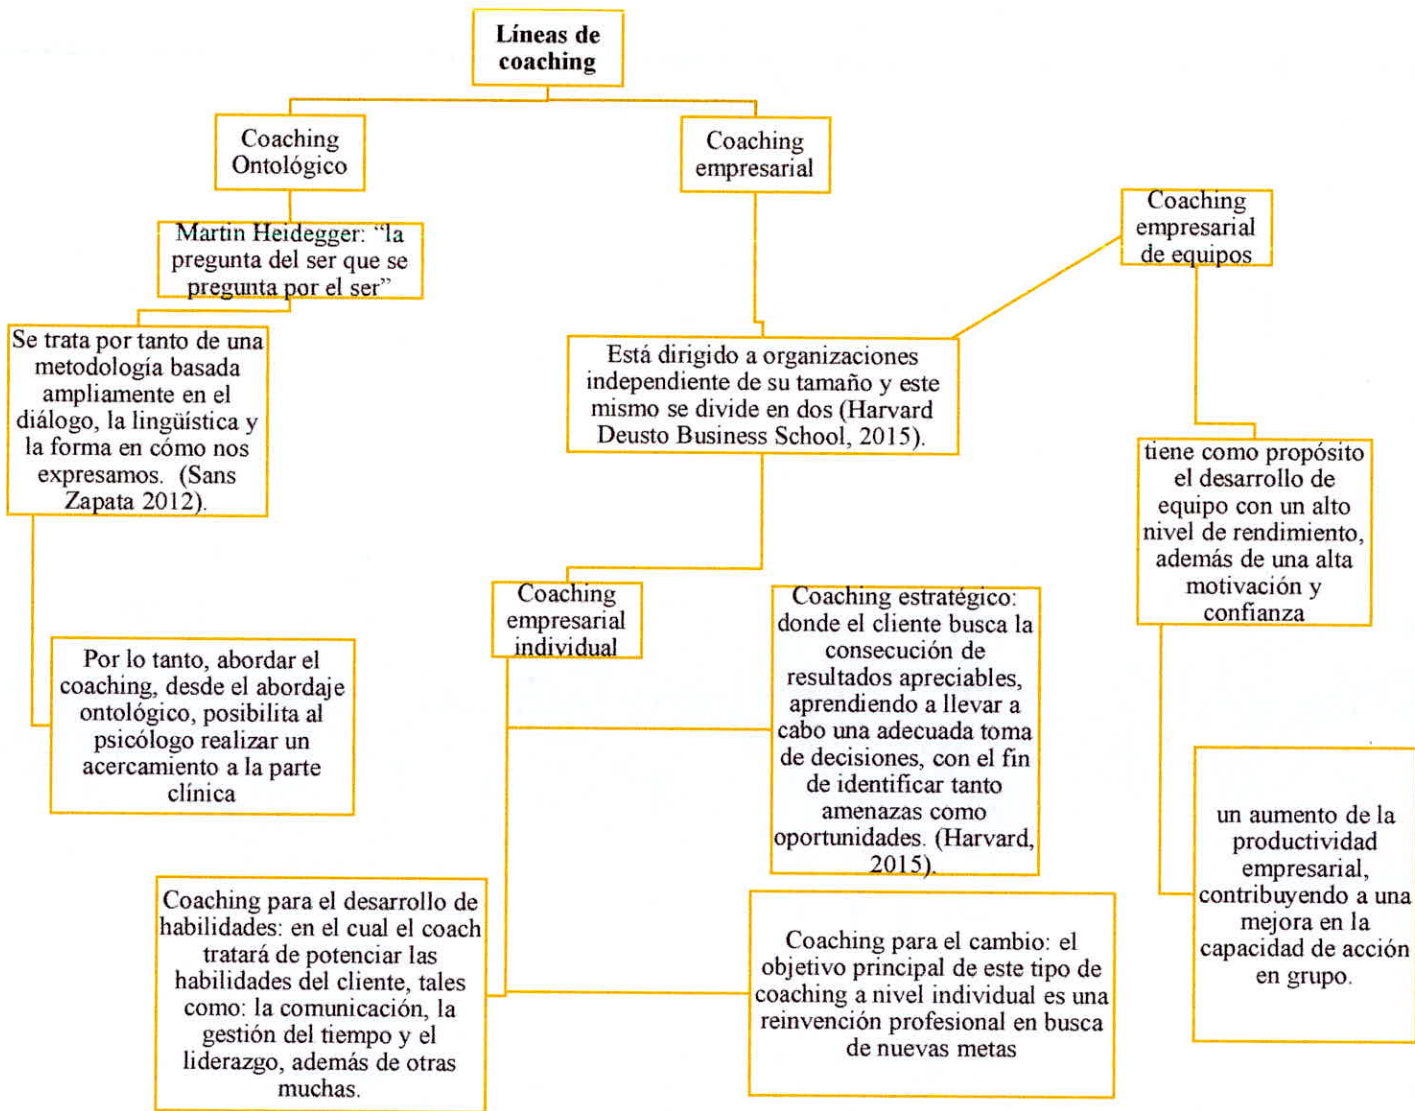 Líneas de
coaching
Coaching
Ontológico
Coaching
empresarial
Coaching
empresarial
de equipos
Martin Heidegger: “la
pregunta del ser que se
pregunta por el ser”
Se trata por tanto de una
metodología basada
ampliamente en el
diálogo, la lingüística y
la forma en cómo nos
expresamos. (Sans
Zapata 2012).
Está dirigido a organizaciones
independiente de su tamaño y este
mismo se divide en dos (Harvard
Deusto Business School, 2015).
tiene como propósito
el desarrollo de
equipo con un alto
nivel de rendimiento,
además de una alta
motivación y
confianza
Por lo tanto, abordar el
coaching, desde el abordaje
ontológico, posibilita al
psicólogo realizar un
acercamiento a la parte
clínica
Coaching
empresarial
individual
Coaching estratégico:
donde el cliente busca la
consecución de
resultados apreciables,
aprendiendo a llevar a
cabo una adecuada toma
de decisiones, con el fin
de identificar tanto
amenazas como
oportunidades. (Harvard,
2015).
un aumento de la
productividad
empresarial,
contribuyendo a una
mejora en la
capacidad de acción
en grupo.
Coaching para el desarrollo de
habilidades: en el cual el coach
tratará de potenciar las
habilidades del cliente, tales
como: la comunicación, la
gestión del tiempo y el
liderazgo, además de otras
muchas.
Coaching para el cambio: el
objetivo principal de este tipo de
coaching a nivel individual es una
reinvención profesional en busca
de nuevas metas